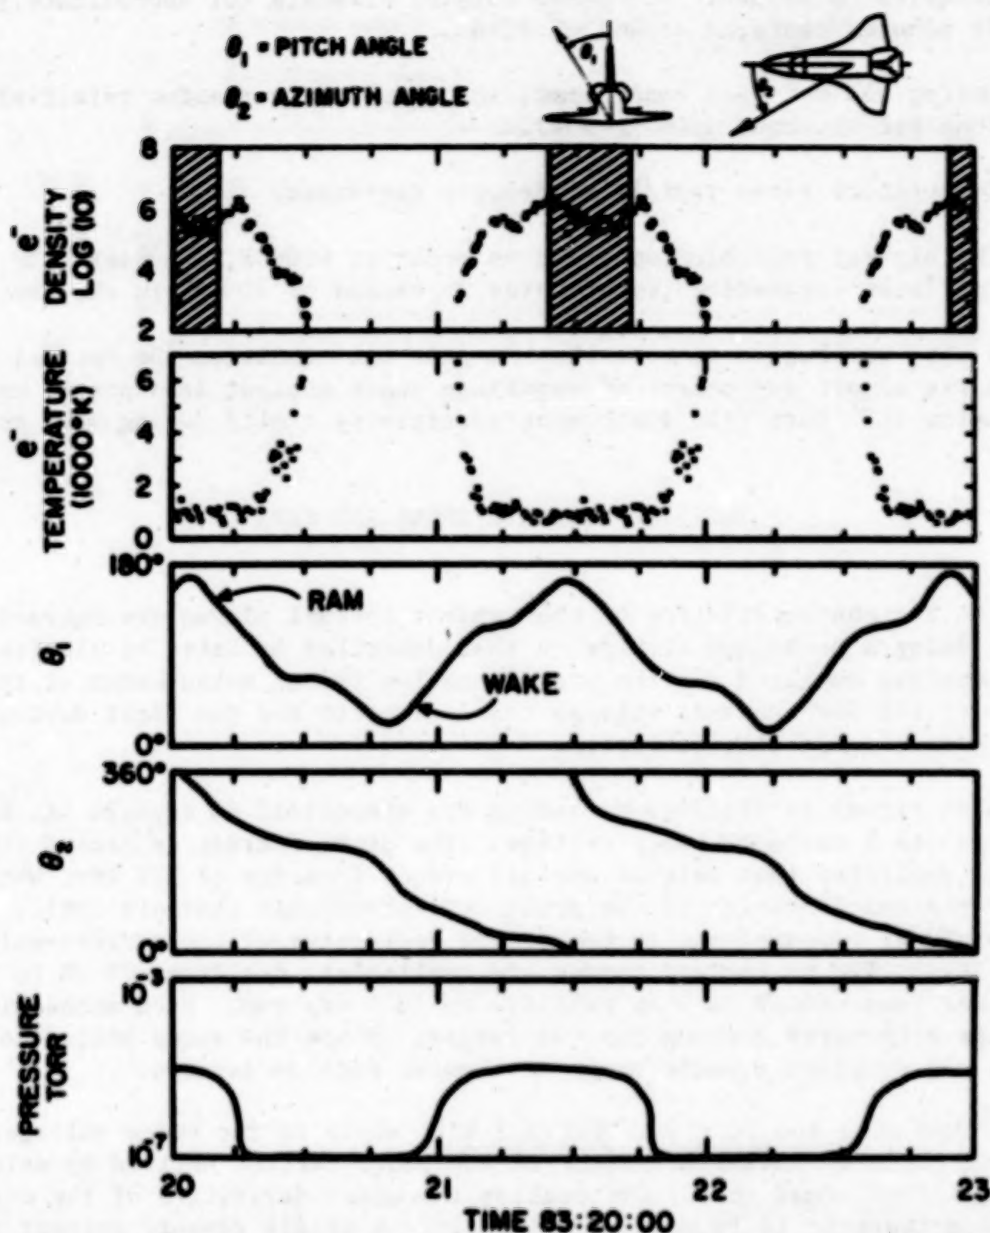 θ₁ = PITCH ANGLE
θ₂ = AZIMUTH ANGLE
θ₁
θ₂
e⁻ DENSITY LOG (10)
8
6
4
2
e⁻ TEMPERATURE (1000°K)
6
4
2
0
θ₁
180°
0°
RAM
WAKE
θ₂
360°
0°
PRESSURE TORR
10⁻³
10⁻⁷
20
21
22
23
TIME 83:20:00